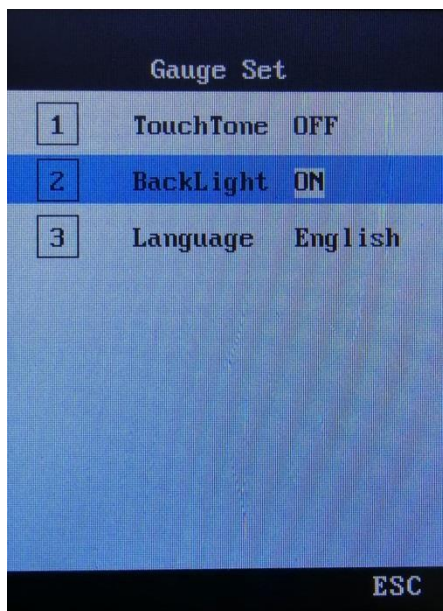 Gauge Set
1 TouchTone OFF
2 BackLight ON
3 Language English
ESC